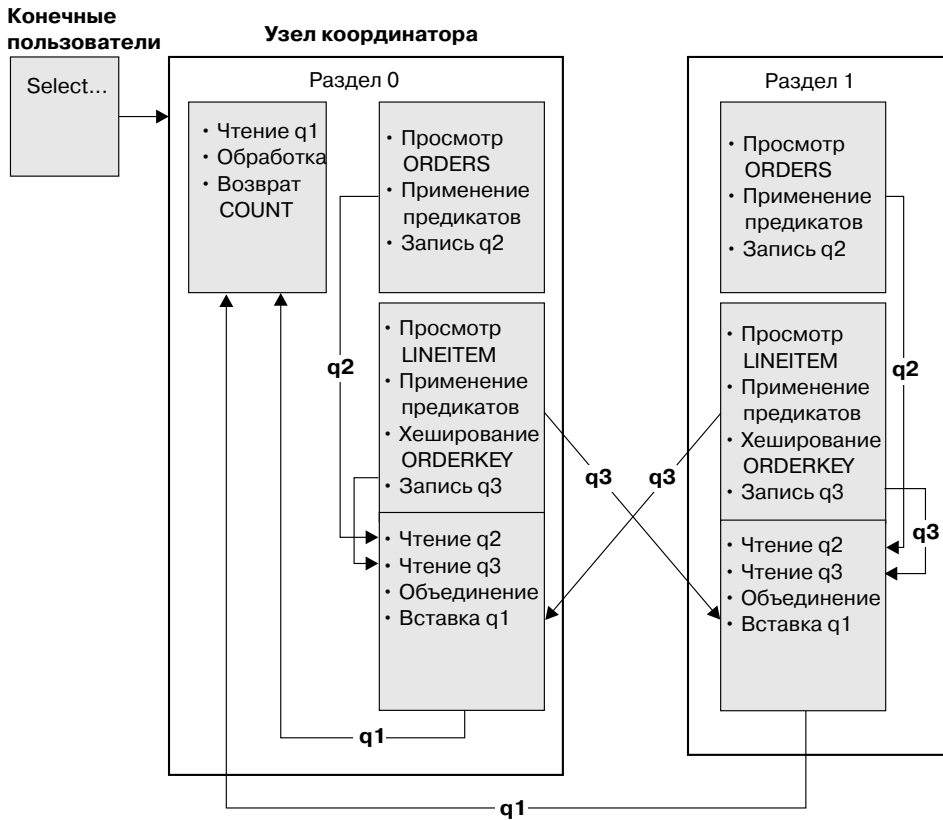 Конечные
пользователи
Select...
Узел координатора
Раздел 0
• Чтение q1
• Обработка
• Возврат
COUNT
• Просмотр
ORDERS
• Применение
предикатов
• Запись q2
q2
• Просмотр
LINEITEM
• Применение
предикатов
• Хеширование
ORDERKEY
• Запись q3
• Чтение q2
• Чтение q3
• Объединение
• Вставка q1
q1
q3
q3
Раздел 1
• Просмотр
ORDERS
• Применение
предикатов
• Запись q2
q2
• Просмотр
LINEITEM
• Применение
предикатов
• Хеширование
ORDERKEY
• Запись q3
q3
• Чтение q2
• Чтение q3
• Объединение
• Вставка q1
q1